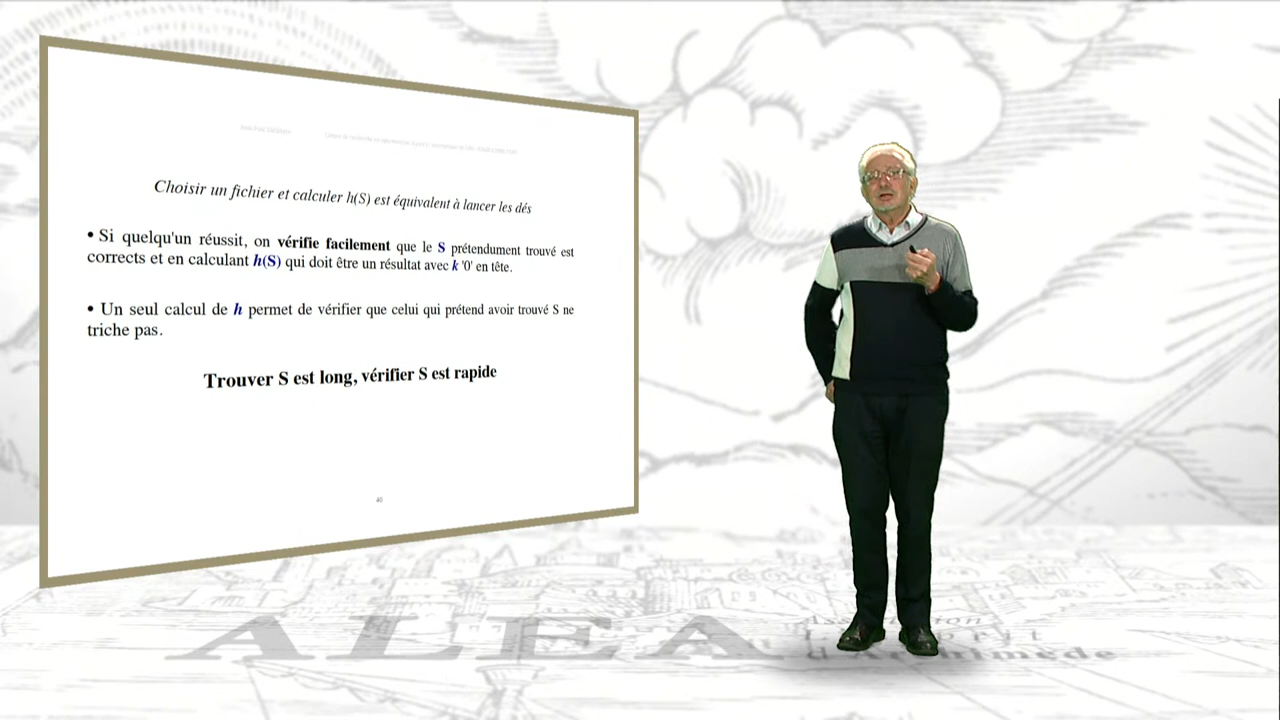 Choisir un fichier et calculer h(S) est équivalent à lancer les dés
• Si quelqu'un réussit, on vérifie facilement que le S prétendument trouvé est
corrects et en calculant h(S) qui doit être un résultat avec k '0' en tête.
• Un seul calcul de h permet de vérifier que celui qui prétend avoir trouvé S ne
triche pas.
Trouver S est long, vérifier S est rapide
40
ALEA
d'Archimède